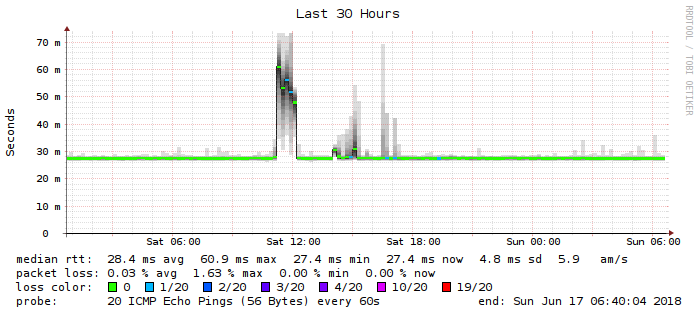 Last 30 Hours
RRDTOOL / TOBI OETIKER
Seconds
70 m
60 m
50 m
40 m
30 m
20 m
10 m
0
Sat 06:00 Sat 12:00 Sat 18:00 Sun 00:00 Sun 06:00
median rtt: 28.4 ms avg 60.9 ms max 27.4 ms min 27.4 ms now 4.8 ms sd 5.9 am/s
packet loss: 0.03 % avg 1.63 % max 0.00 % min 0.00 % now
loss color: 0 1/20 2/20 3/20 4/20 10/20 19/20
probe: 20 ICMP Echo Pings (56 Bytes) every 60s end: Sun Jun 17 06:40:04 2018